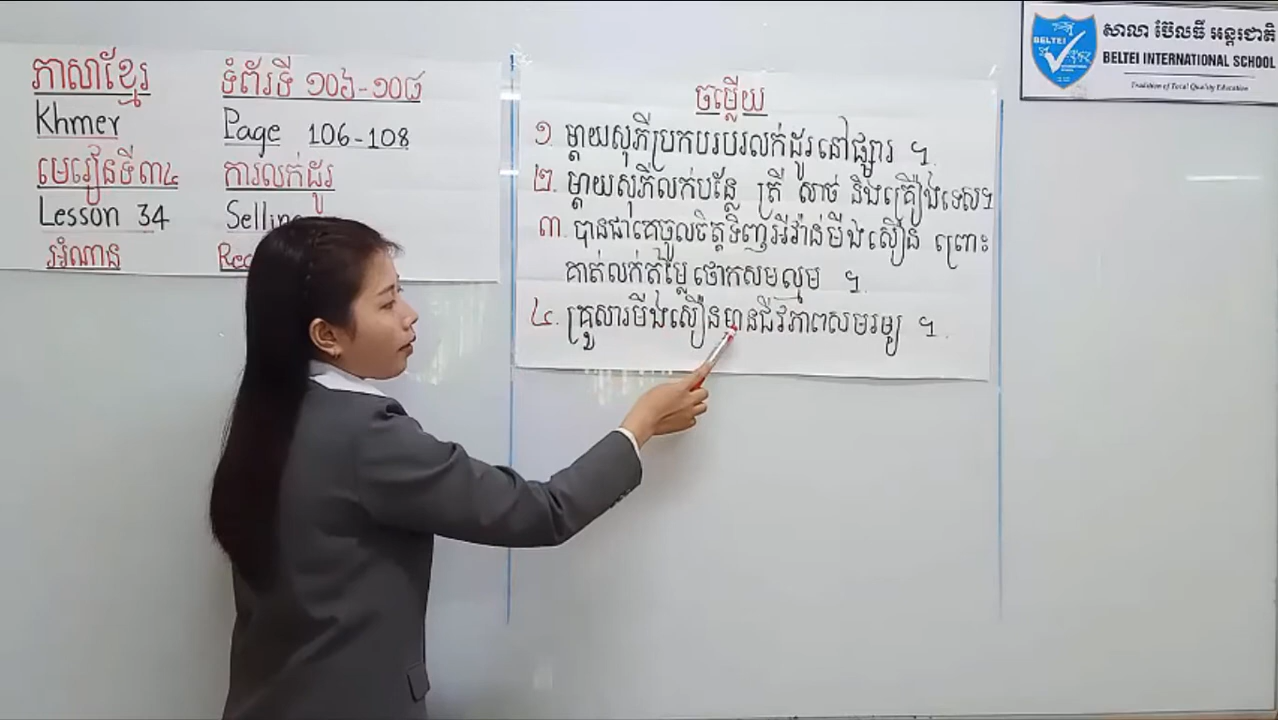 ភាសាខ្មែរ
ទំព័រទី ១០៦-១០៨
Khmer
Page 106-108
មេរៀនទី៣៤
ការលក់ដូរ
Lesson 34
អំណាន
ចម្លើយ
១. ម្ដាយសុភីប្រកបរបរលក់ដូរនៅផ្សារ ។
២. ម្ដាយសុភីលក់បន្លែ ត្រី សាច់ និងគ្រឿងទេស។
៣. បានជាគេចូលចិត្តទិញអីវ៉ាន់មីងសឿន ព្រោះ
គាត់លក់តម្លៃថោកសមល្មម ។
៤. គ្រួសារមីងសឿនមានជីវភាពសមរម្យ ។
សាលា ប៊ែលធី អន្តរជាតិ
BELTEI INTERNATIONAL SCHOOL
Tradition of Total Quality Education
BELTEI